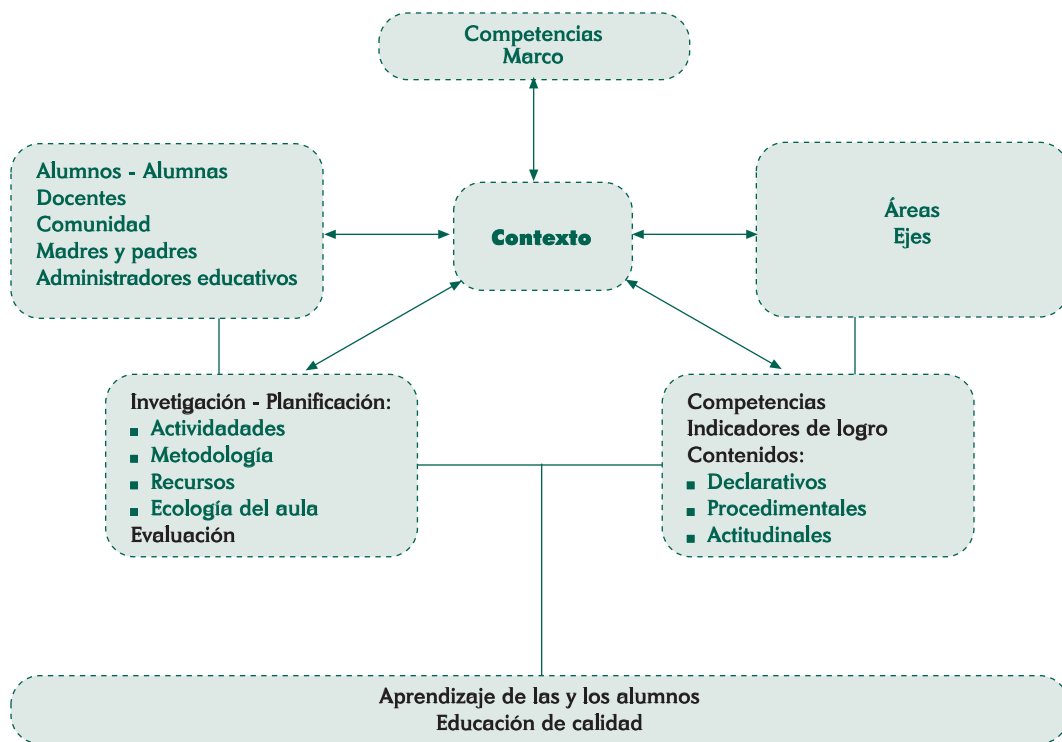 Competencias
Marco
Alumnos - Alumnas
Docentes
Comunidad
Madres y padres
Administradores educativos
Contexto
Áreas
Ejes
Invetigación - Planificación:
▪ Actividadades
▪ Metodología
▪ Recursos
▪ Ecología del aula
Evaluación
Competencias
Indicadores de logro
Contenidos:
▪ Declarativos
▪ Procedimentales
▪ Actitudinales
Aprendizaje de las y los alumnos
Educación de calidad